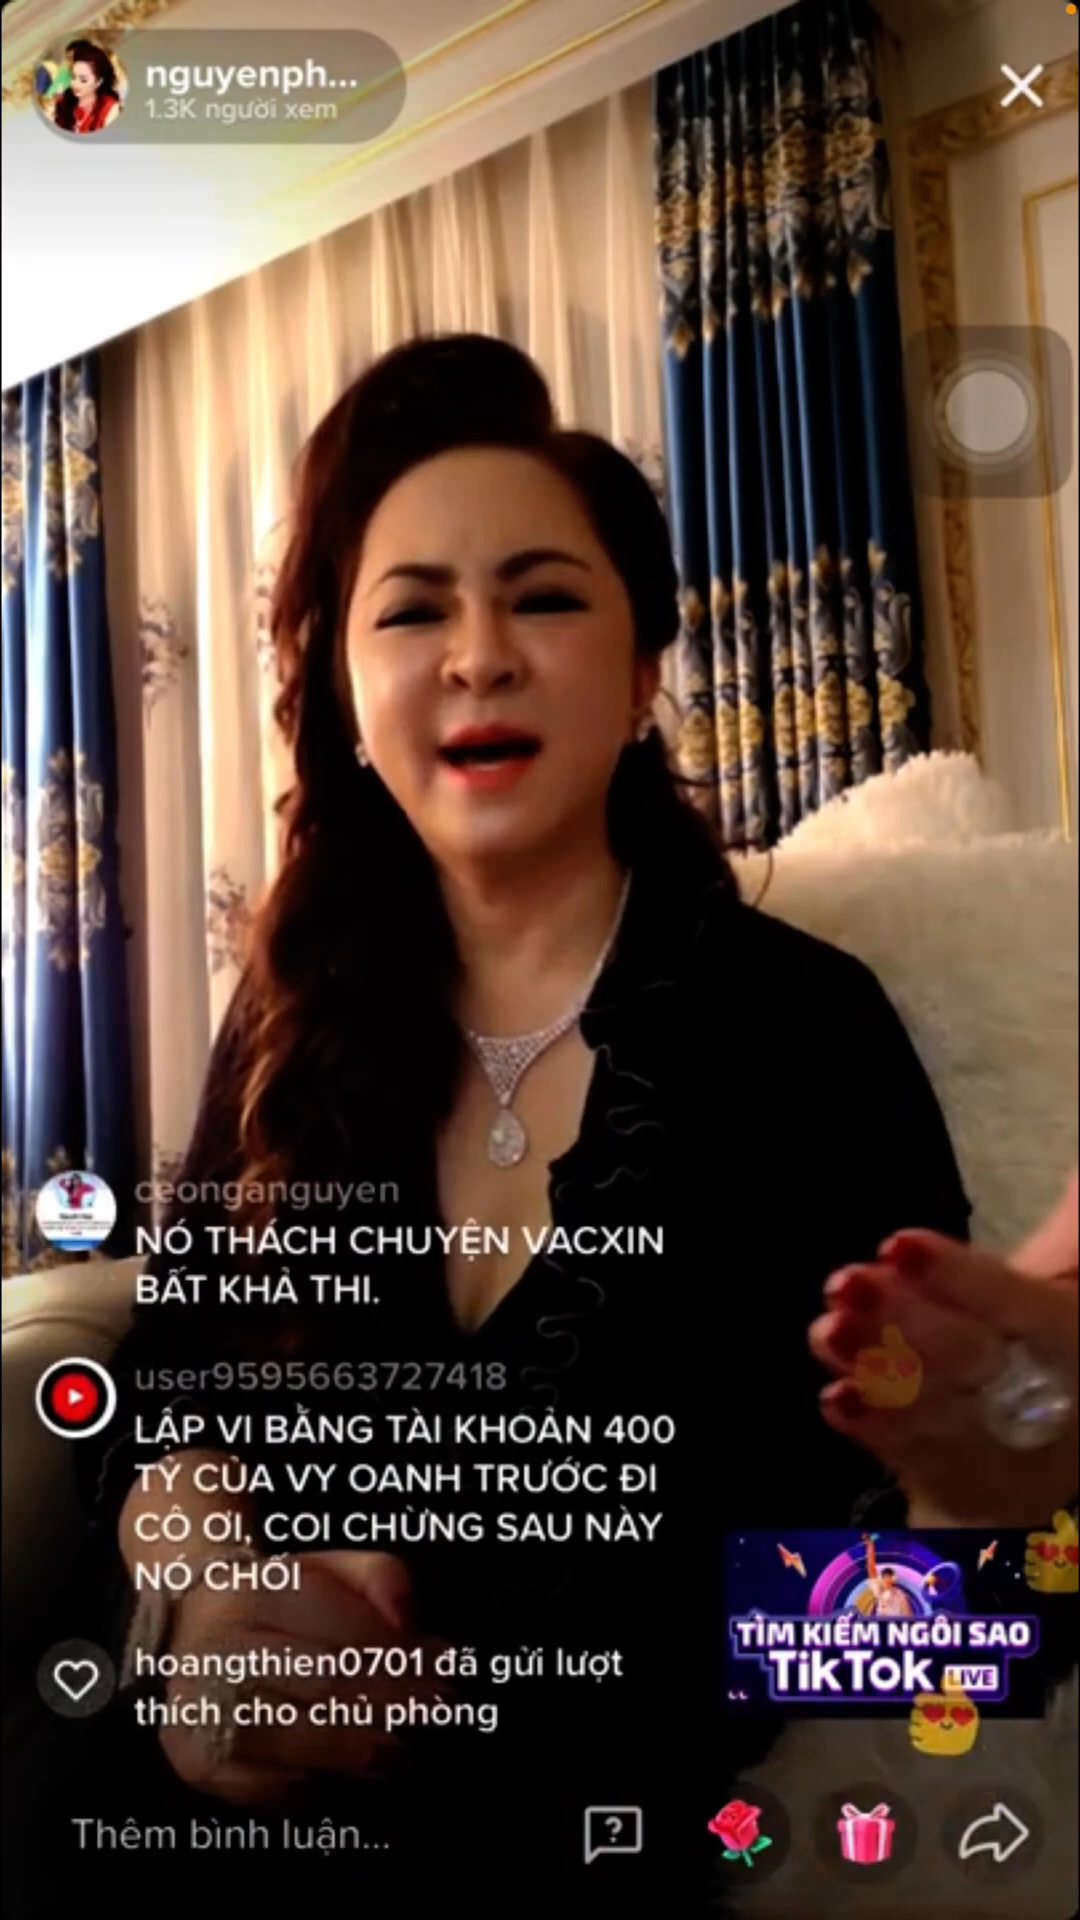 nguyenph...
1.3K người xem
ceonganguyen
NÓ THÁCH CHUYỆN VACXIN
BẤT KHẢ THI.
user9595663727418
LẬP VI BẰNG TÀI KHOẢN 400
TỶ CỦA VY OANH TRƯỚC ĐI
CÔ ƠI, COI CHỪNG SAU NÀY
NÓ CHỐI
TÌM KIẾM NGÔI SAO
TikTok LIVE
hoangthien0701 đã gửi lượt
thích cho chủ phòng
Thêm bình luận...